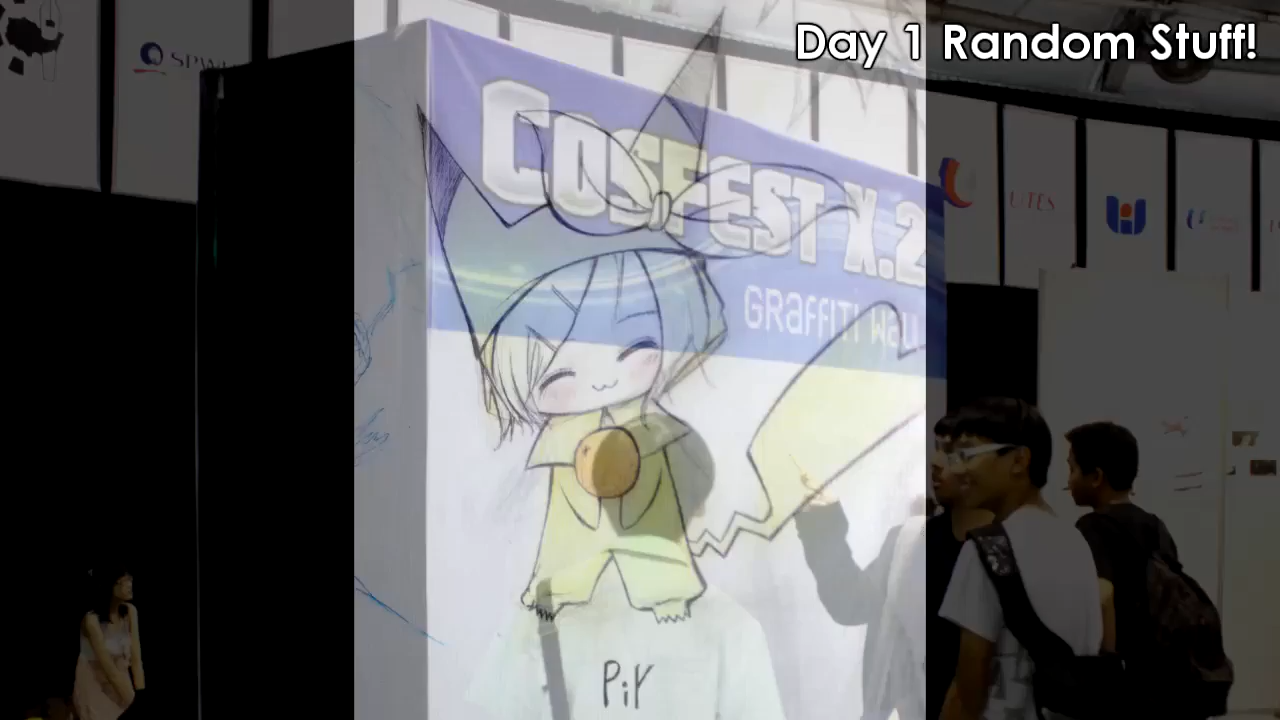 Day 1 Random Stuff!
COSFEST X.2
GRaffiTi Wall
UTES
PiY